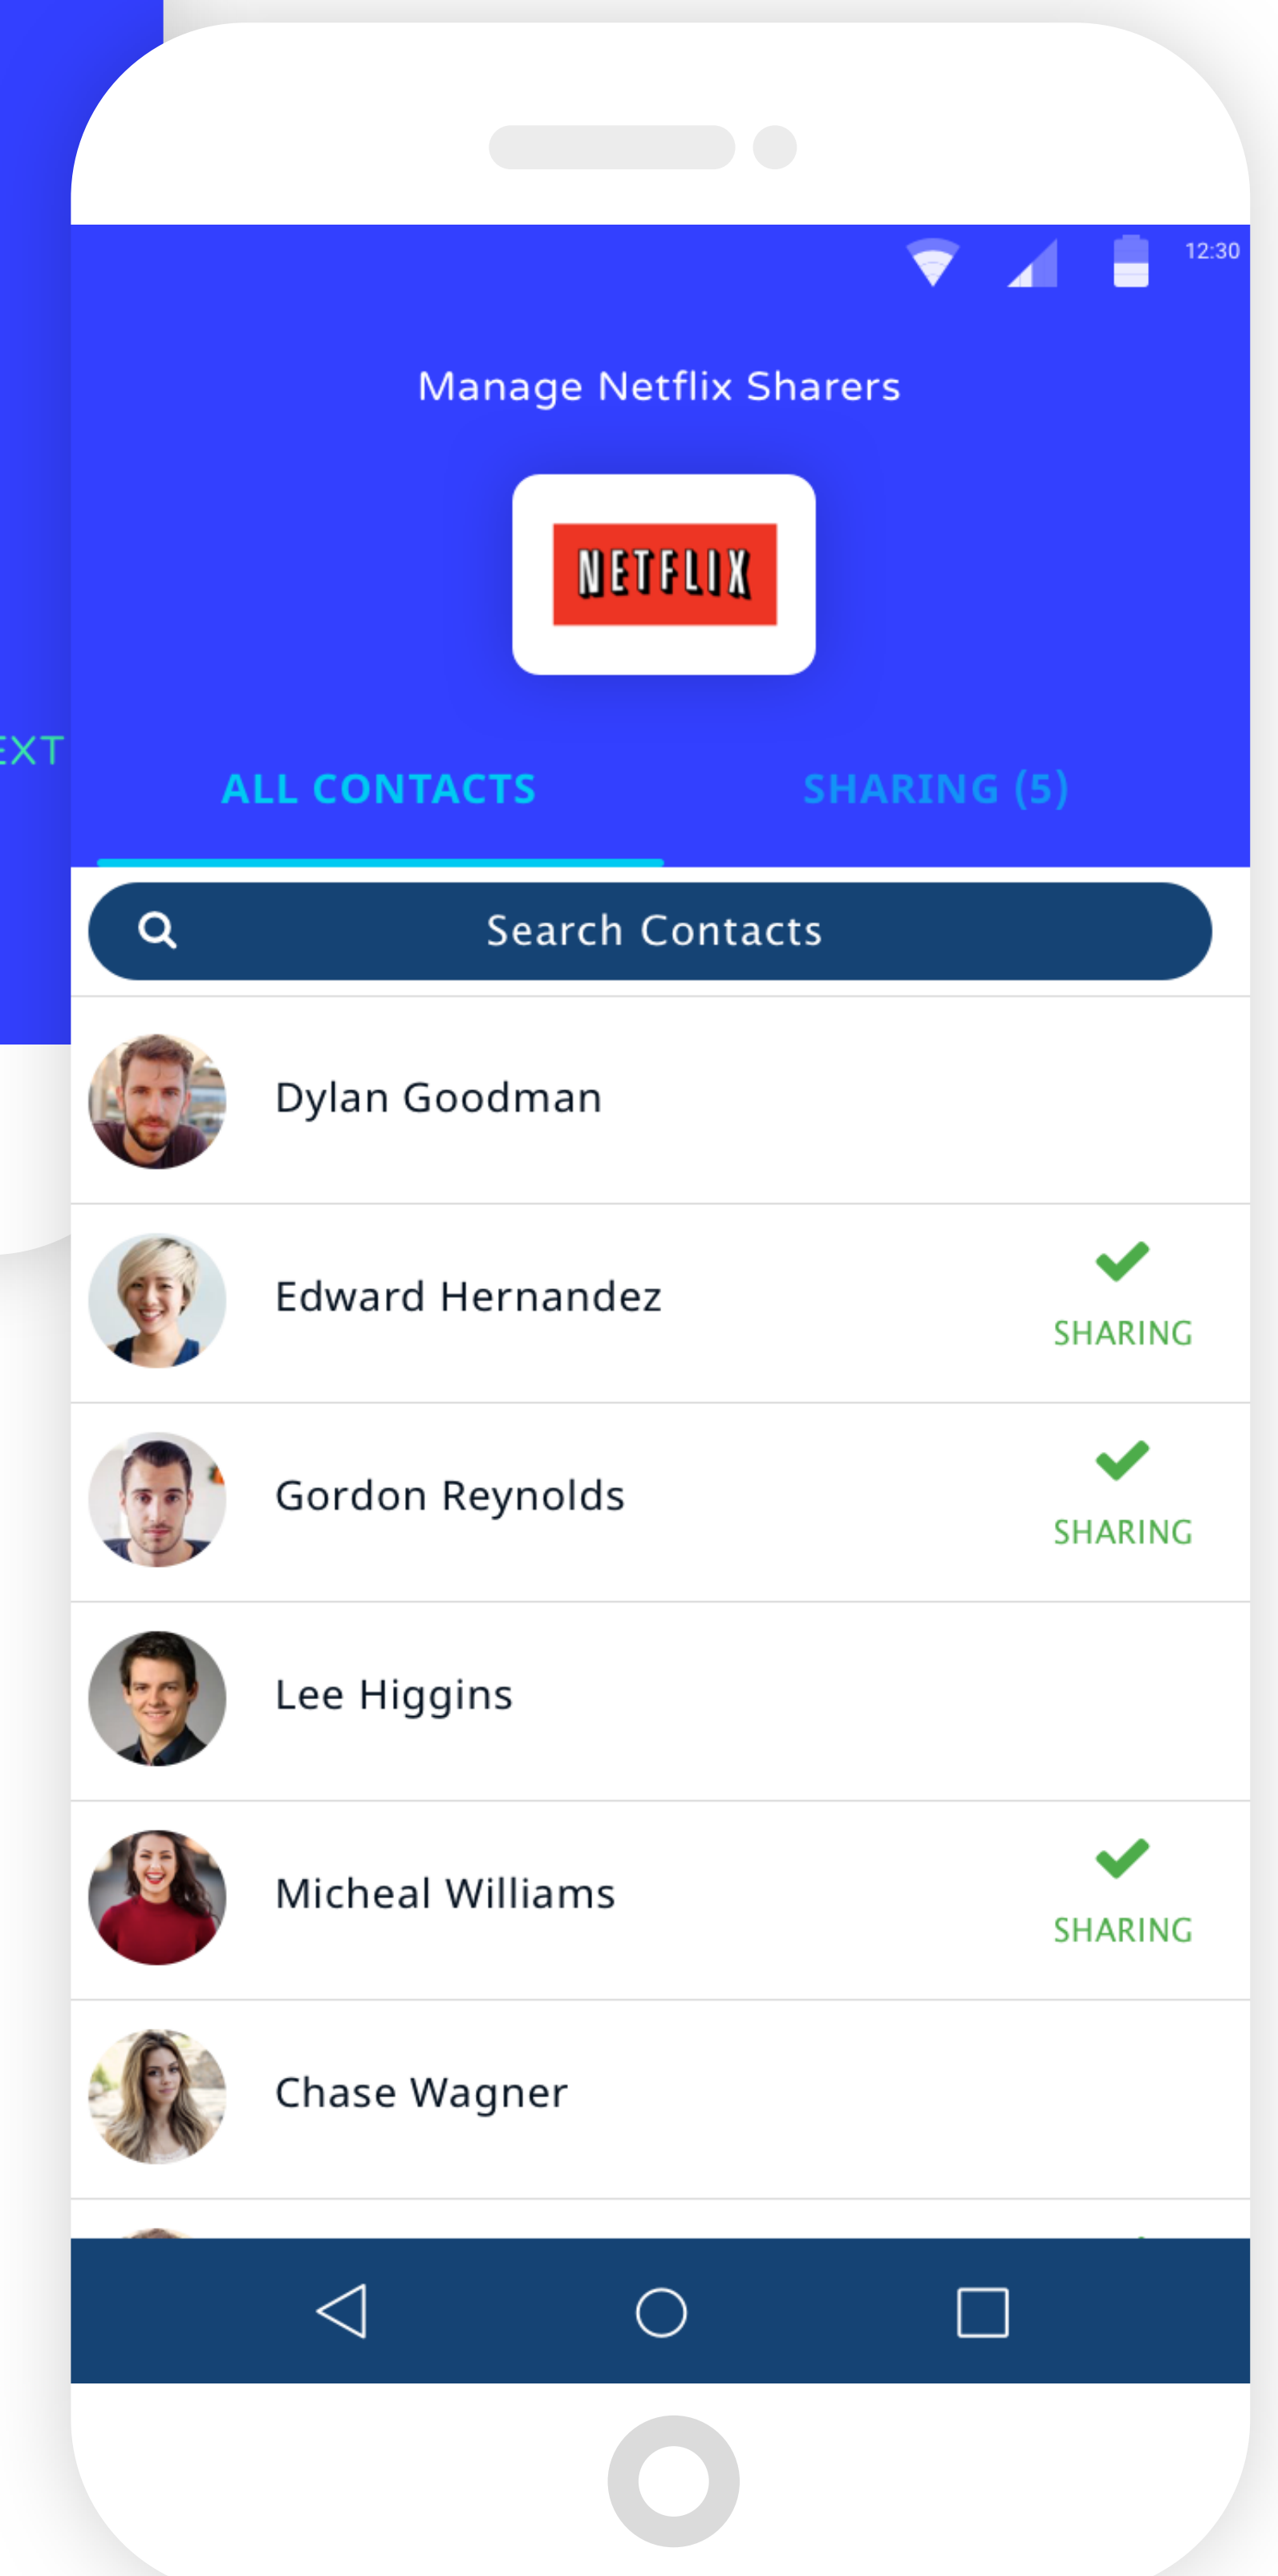 12:30
Manage Netflix Sharers
NETFLIX
EXT
ALL CONTACTS
SHARING (5)
Search Contacts
Dylan Goodman
Edward Hernandez
SHARING
Gordon Reynolds
SHARING
Lee Higgins
Micheal Williams
SHARING
Chase Wagner